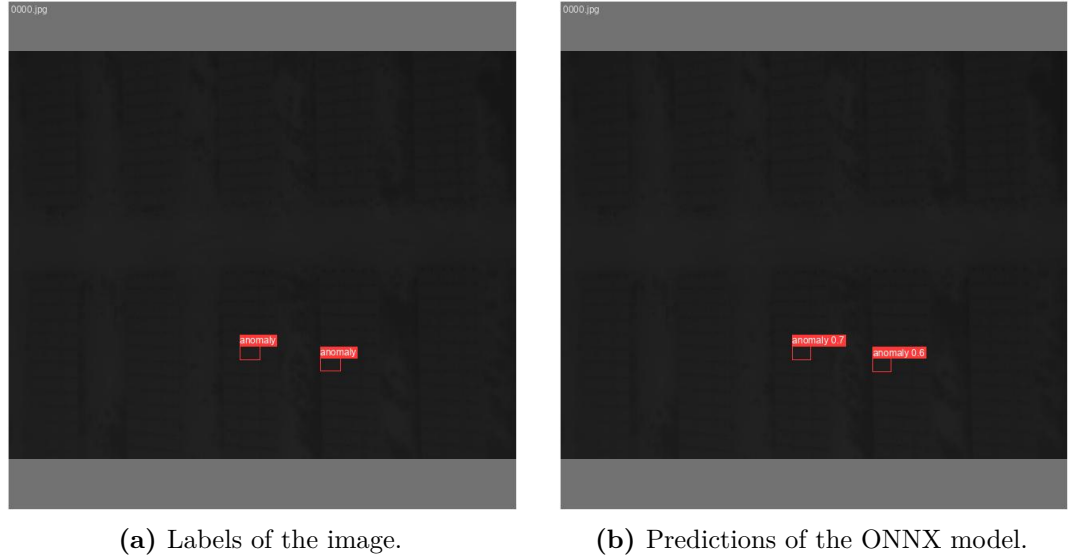 0000.jpg
anomaly
anomaly
(a) Labels of the image.
0000.jpg
anomaly 0.7
anomaly 0.6
(b) Predictions of the ONNX model.